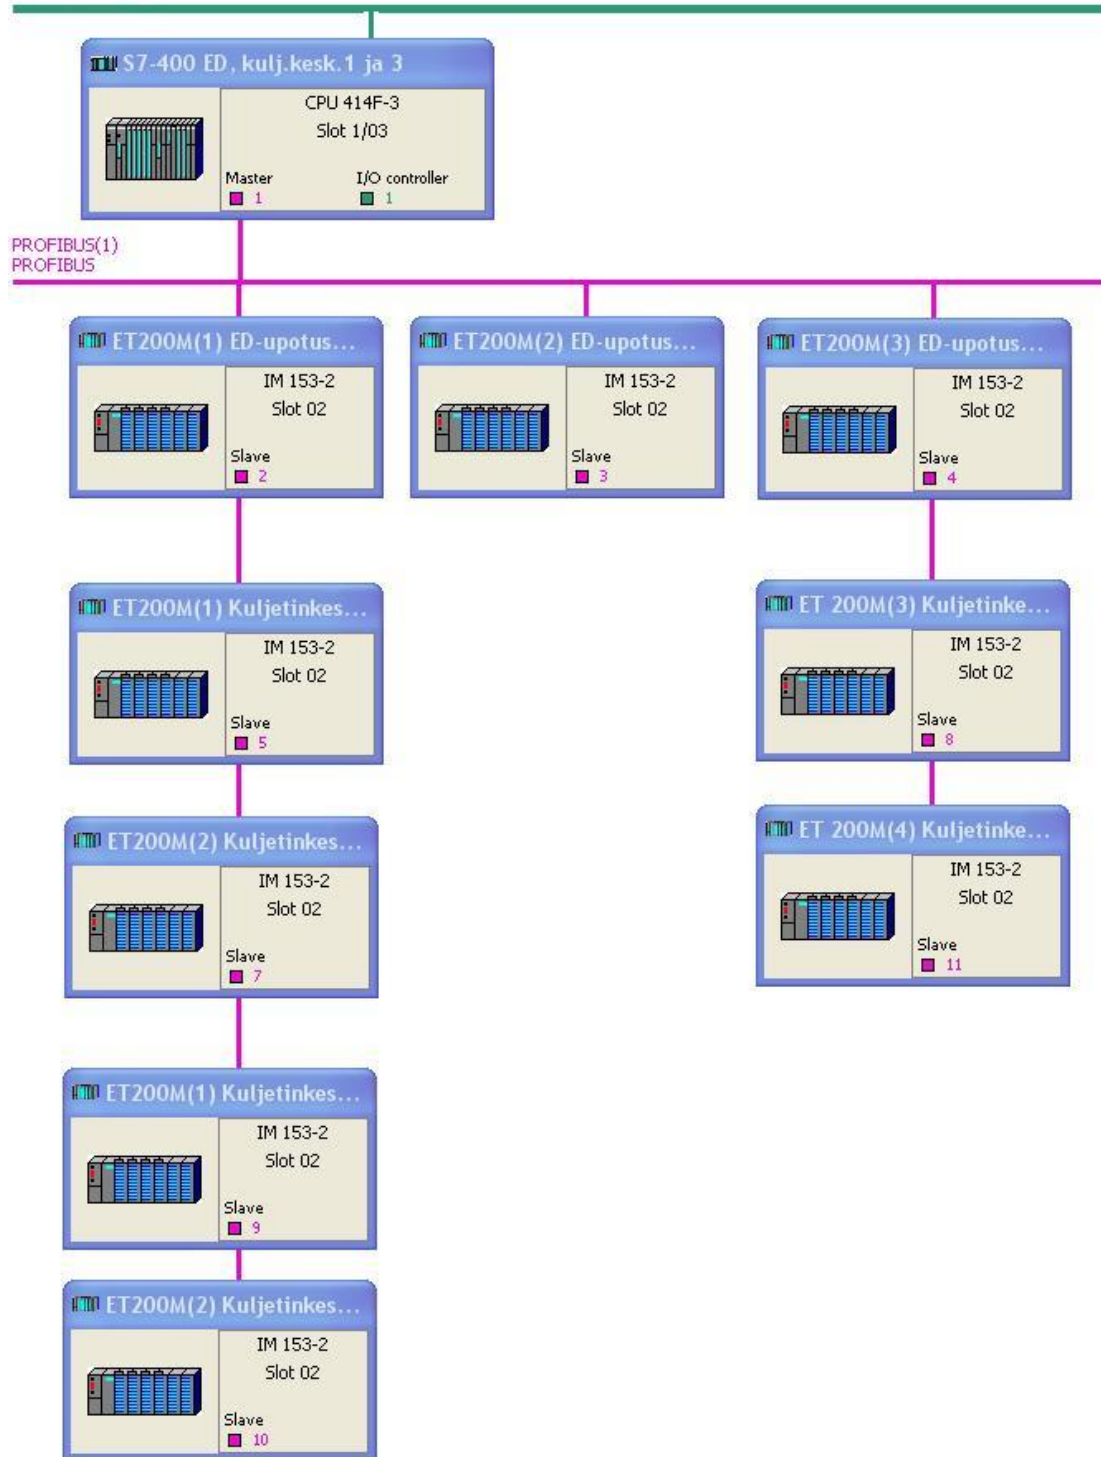 S7-400 ED, kulj.kesk.1 ja 3
CPU 414F-3
Slot 1/03
Master I/O controller
1 1
PROFIBUS(1)
PROFIBUS
ET200M(1) ED-upotus...
IM 153-2
Slot 02
Slave
2
ET200M(2) ED-upotus...
IM 153-2
Slot 02
Slave
3
ET200M(3) ED-upotus...
IM 153-2
Slot 02
Slave
4
ET200M(1) Kuljetinkes...
IM 153-2
Slot 02
Slave
5
ET 200M(3) Kuljetinke...
IM 153-2
Slot 02
Slave
8
ET200M(2) Kuljetinkes...
IM 153-2
Slot 02
Slave
7
ET 200M(4) Kuljetinke...
IM 153-2
Slot 02
Slave
11
ET200M(1) Kuljetinkes...
IM 153-2
Slot 02
Slave
9
ET200M(2) Kuljetinkes...
IM 153-2
Slot 02
Slave
10